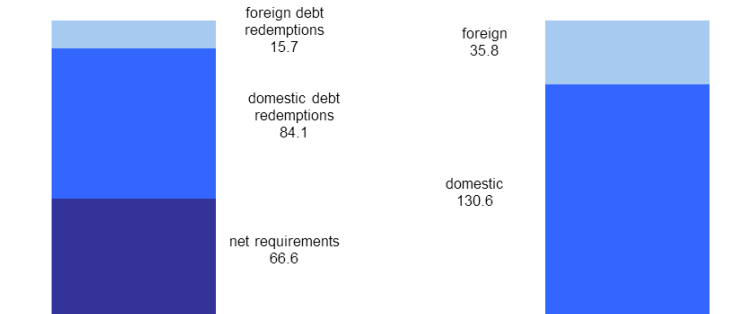 foreign debt
redemptions
15.7
domestic debt
redemptions
84.1
net requirements
66.6
foreign
35.8
domestic
130.6